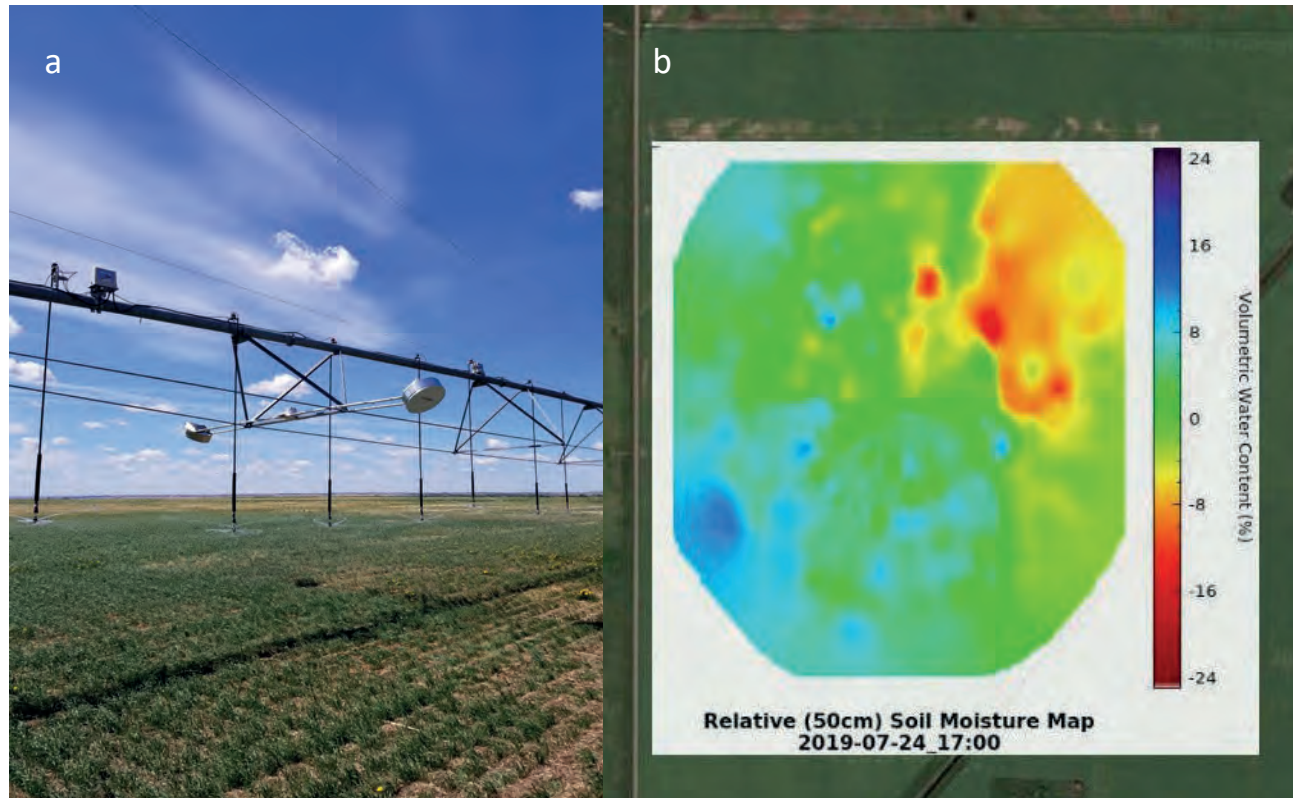 a
b
24
16
8
0
-8
-16
-24
Volumetric Water Content (%)
Relative (50cm) Soil Moisture Map
2019-07-24_17:00